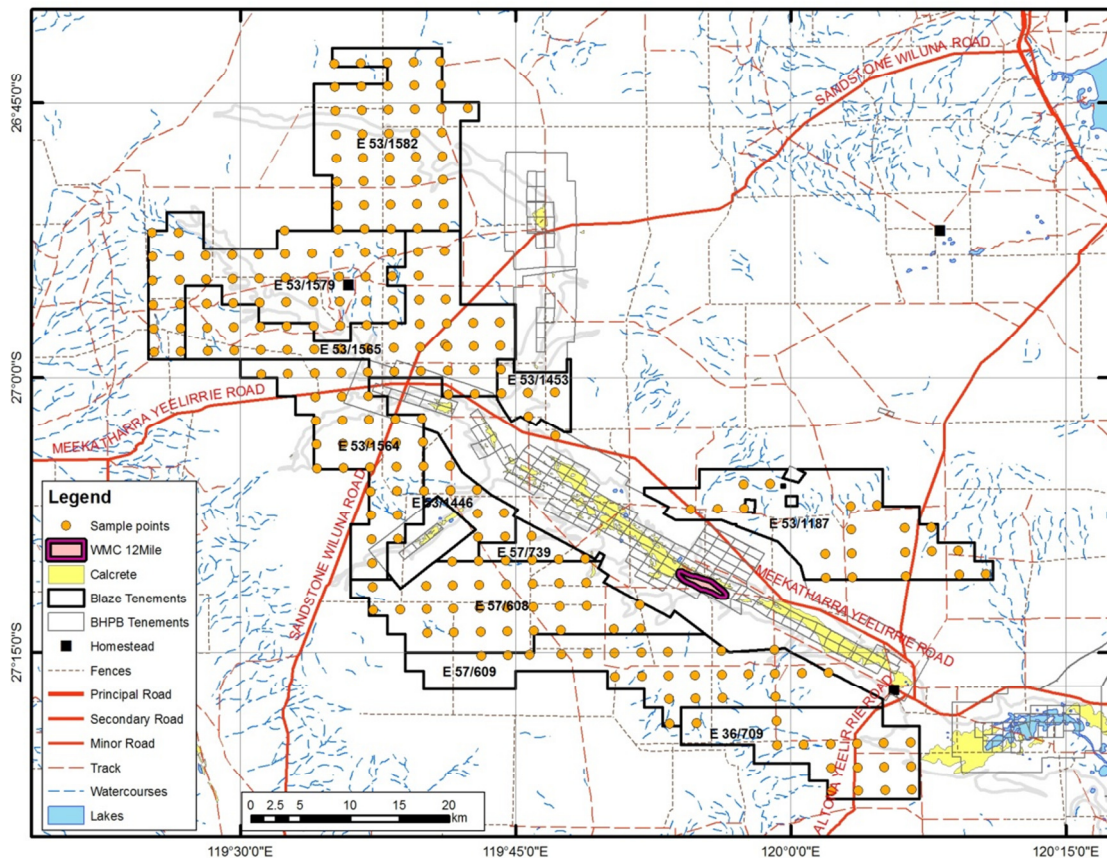 SANDSTONE WILUNA ROAD
26°45'0"S
E 53/1582
E 53/1579
E 53/1565
27°0'0"S
E 53/1453
MEEKATHARRA YEELIRRIE ROAD
E 53/1564
SANDSTONE WILUNA ROAD
E 53/1446
E 53/1187
E 57/739
MEEKATHARRA YEELIRRIE ROAD
E 57/608
27°15'0"S
E 57/609
E 36/709
ALTONA YEELIRRIE ROAD
Legend
Sample points
WMC 12Mile
Calcrete
Blaze Tenements
BHPB Tenements
Homestead
Fences
Principal Road
Secondary Road
Minor Road
Track
Watercourses
Lakes
0 2.5 5 10 15 20
km
119°30'0"E
119°45'0"E
120°0'0"E
120°15'0"E